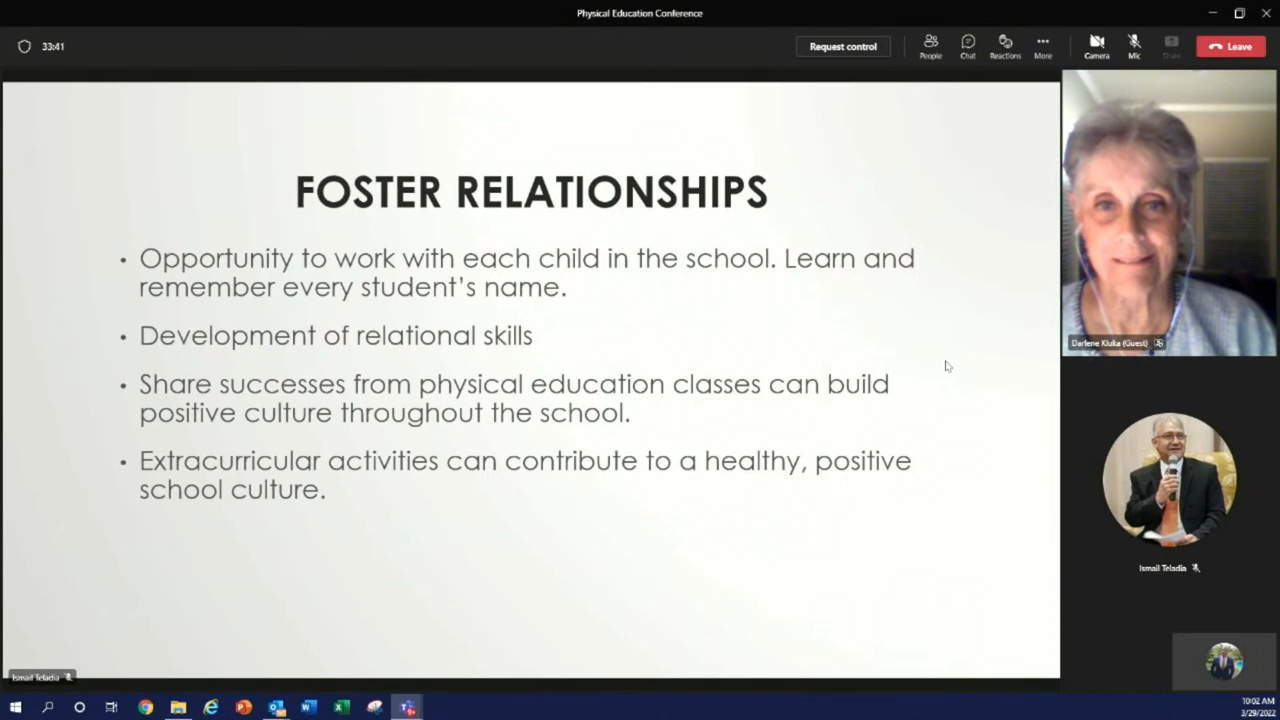 Physical Education Conference
33:41
Request control
People
Chat
Reactions
More
Camera
Mic
Share
Leave
FOSTER RELATIONSHIPS
• Opportunity to work with each child in the school. Learn and
remember every student's name.
• Development of relational skills
• Share successes from physical education classes can build
positive culture throughout the school.
• Extracurricular activities can contribute to a healthy, positive
school culture.
Darlene Kluka (Guest)
Ismail Teladia
Ismail Teladia
10:02 AM
3/29/2022